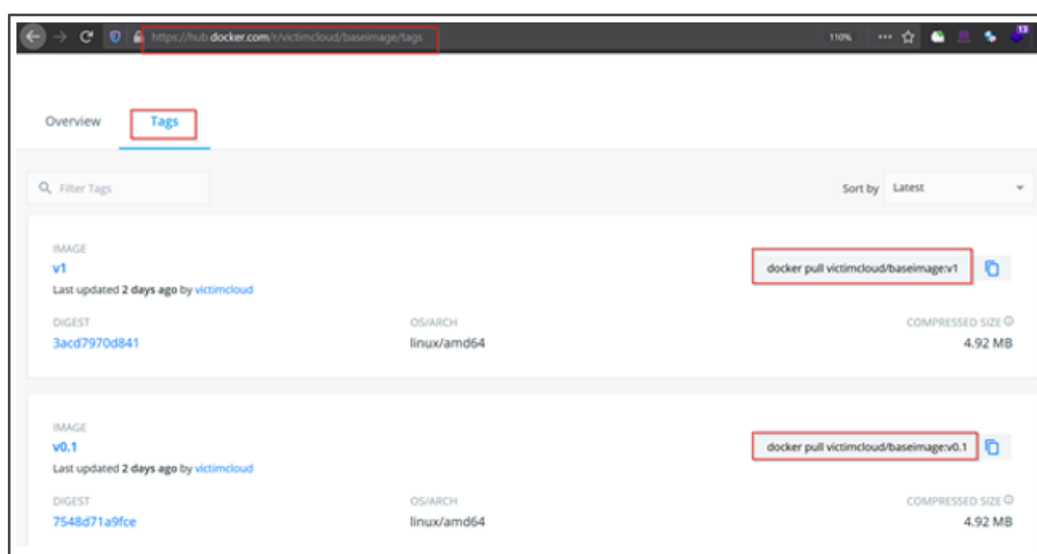 https://hub.docker.com/r/victimcloud/baseimage/tags
110%
13
Overview Tags
Filter Tags
Sort by Latest
IMAGE
v1
docker pull victimcloud/baseimage:v1
Last updated 2 days ago by victimcloud
DIGEST OS/ARCH COMPRESSED SIZE
3acd7970d841 linux/amd64 4.92 MB
IMAGE
v0.1
docker pull victimcloud/baseimage:v0.1
Last updated 2 days ago by victimcloud
DIGEST OS/ARCH COMPRESSED SIZE
7548d71a9fce linux/amd64 4.92 MB